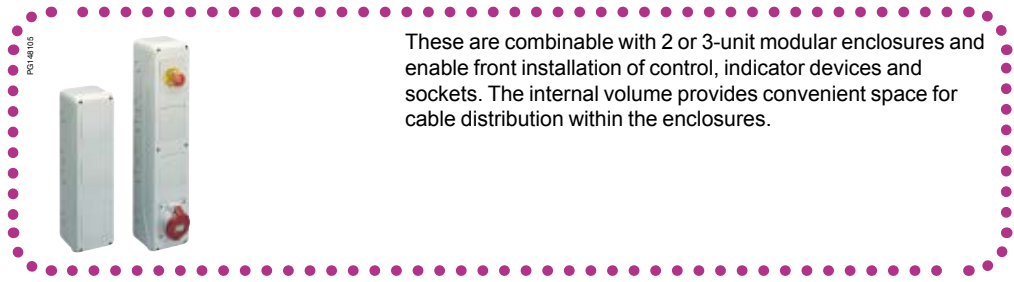 PG148105
These are combinable with 2 or 3-unit modular enclosures and
enable front installation of control, indicator devices and
sockets. The internal volume provides convenient space for
cable distribution within the enclosures.